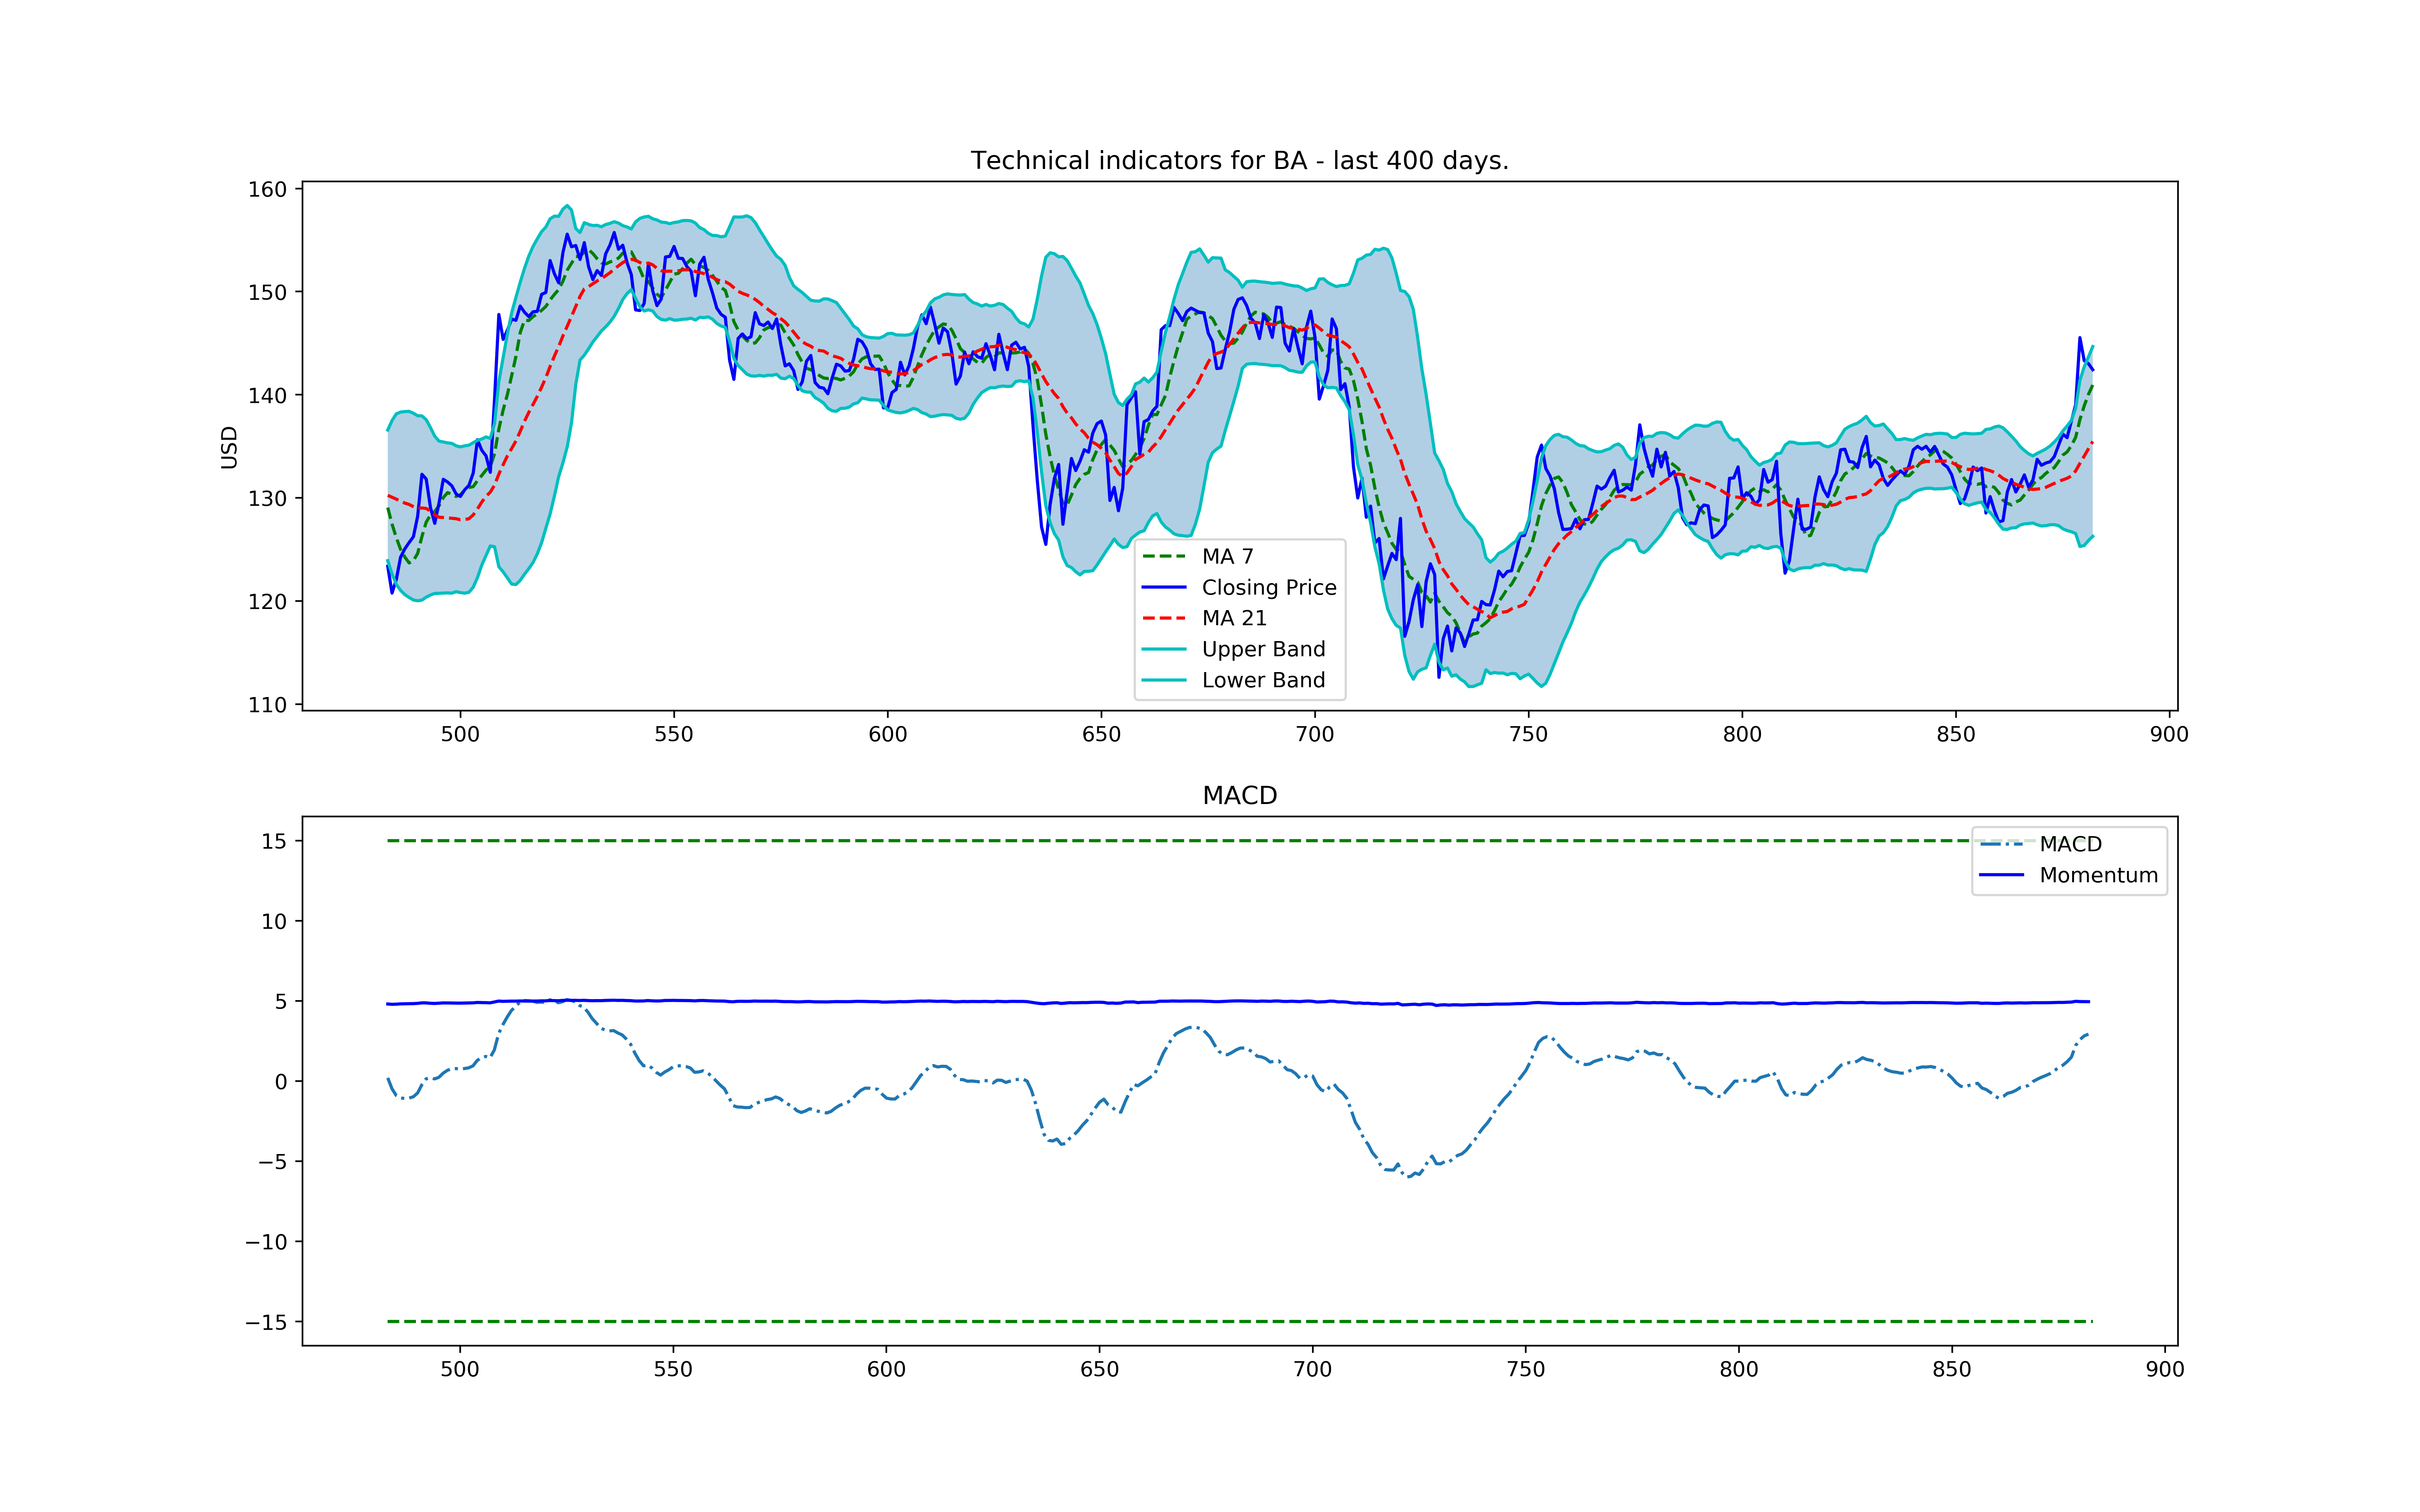 Technical indicators for BA - last 400 days.
160
150
140
130
120
110
USD
MA 7
Closing Price
MA 21
Upper Band
Lower Band
500 550 600 650 700 750 800 850 900
MACD
15
10
5
0
−5
−10
−15
MACD
Momentum
500 550 600 650 700 750 800 850 900